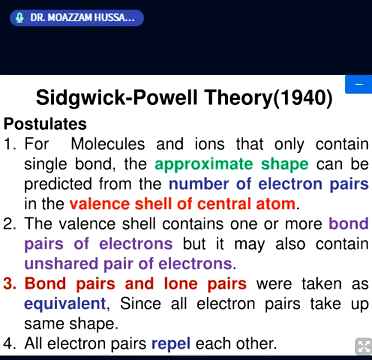 DR. MOAZZAM HUSSA...
Sidgwick-Powell Theory(1940)
Postulates
1. For Molecules and ions that only contain
single bond, the approximate shape can be
predicted from the number of electron pairs
in the valence shell of central atom.
2. The valence shell contains one or more bond
pairs of electrons but it may also contain
unshared pair of electrons.
3. Bond pairs and lone pairs were taken as
equivalent, Since all electron pairs take up
same shape.
4. All electron pairs repel each other.